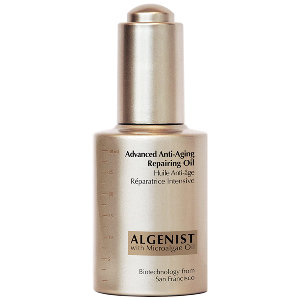 Advanced Anti-Aging
Repairing Oil
Huile Anti-âge
Réparatrice Intensive
ALGENIST
with Microalgae Oil
Biotechnology from
San Francisco